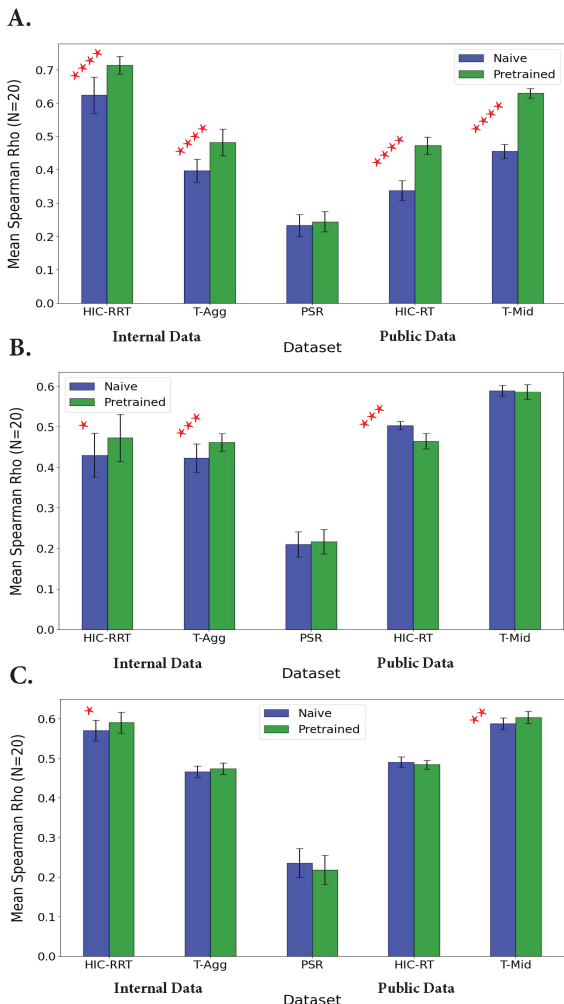 A.
Mean Spearman Rho (N=20)
0.7
0.6
0.5
0.4
0.3
0.2
0.1
0.0
Naive
Pretrained
HIC-RRT T-Agg PSR HIC-RT T-Mid
Internal Data Public Data
Dataset
B.
Mean Spearman Rho (N=20)
0.6
0.5
0.4
0.3
0.2
0.1
0.0
Naive
Pretrained
HIC-RRT T-Agg PSR HIC-RT T-Mid
Internal Data Public Data
Dataset
C.
Mean Spearman Rho (N=20)
0.6
0.5
0.4
0.3
0.2
0.1
0.0
Naive
Pretrained
HIC-RRT T-Agg PSR HIC-RT T-Mid
Internal Data Public Data
Dataset